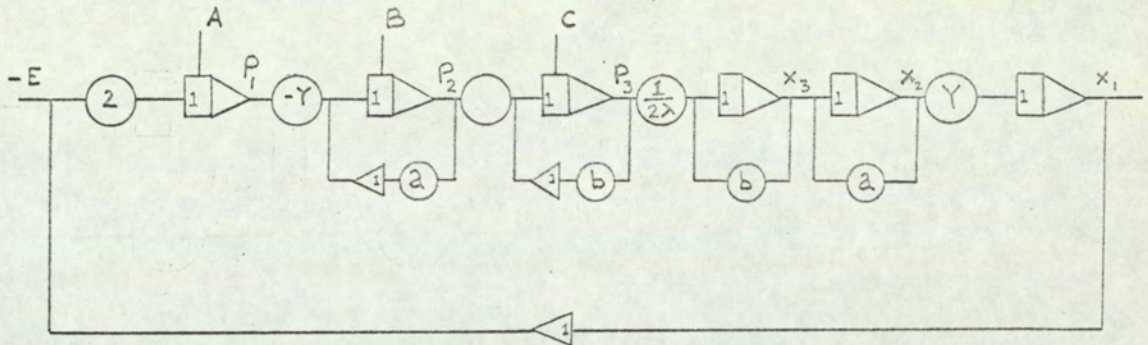 A B C
-E 2 1 P₁ -Y 1 P₂ 1 P₃ 1/2λ 1 x₃ 1 x₂ Y 1 x₁
1 a 1 b b a
1